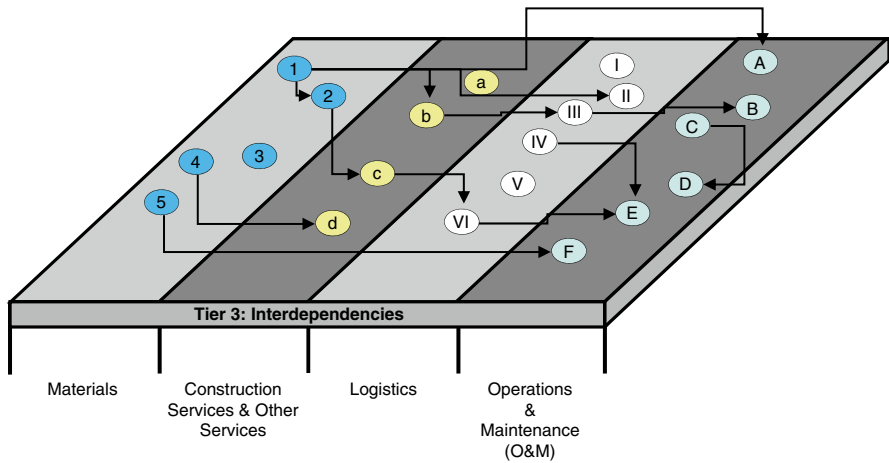 1
2
3
4
5
a
b
c
d
I
II
III
IV
V
VI
A
B
C
D
E
F
Tier 3: Interdependencies
Materials
Construction
Services & Other
Services
Logistics
Operations
&
Maintenance
(O&M)